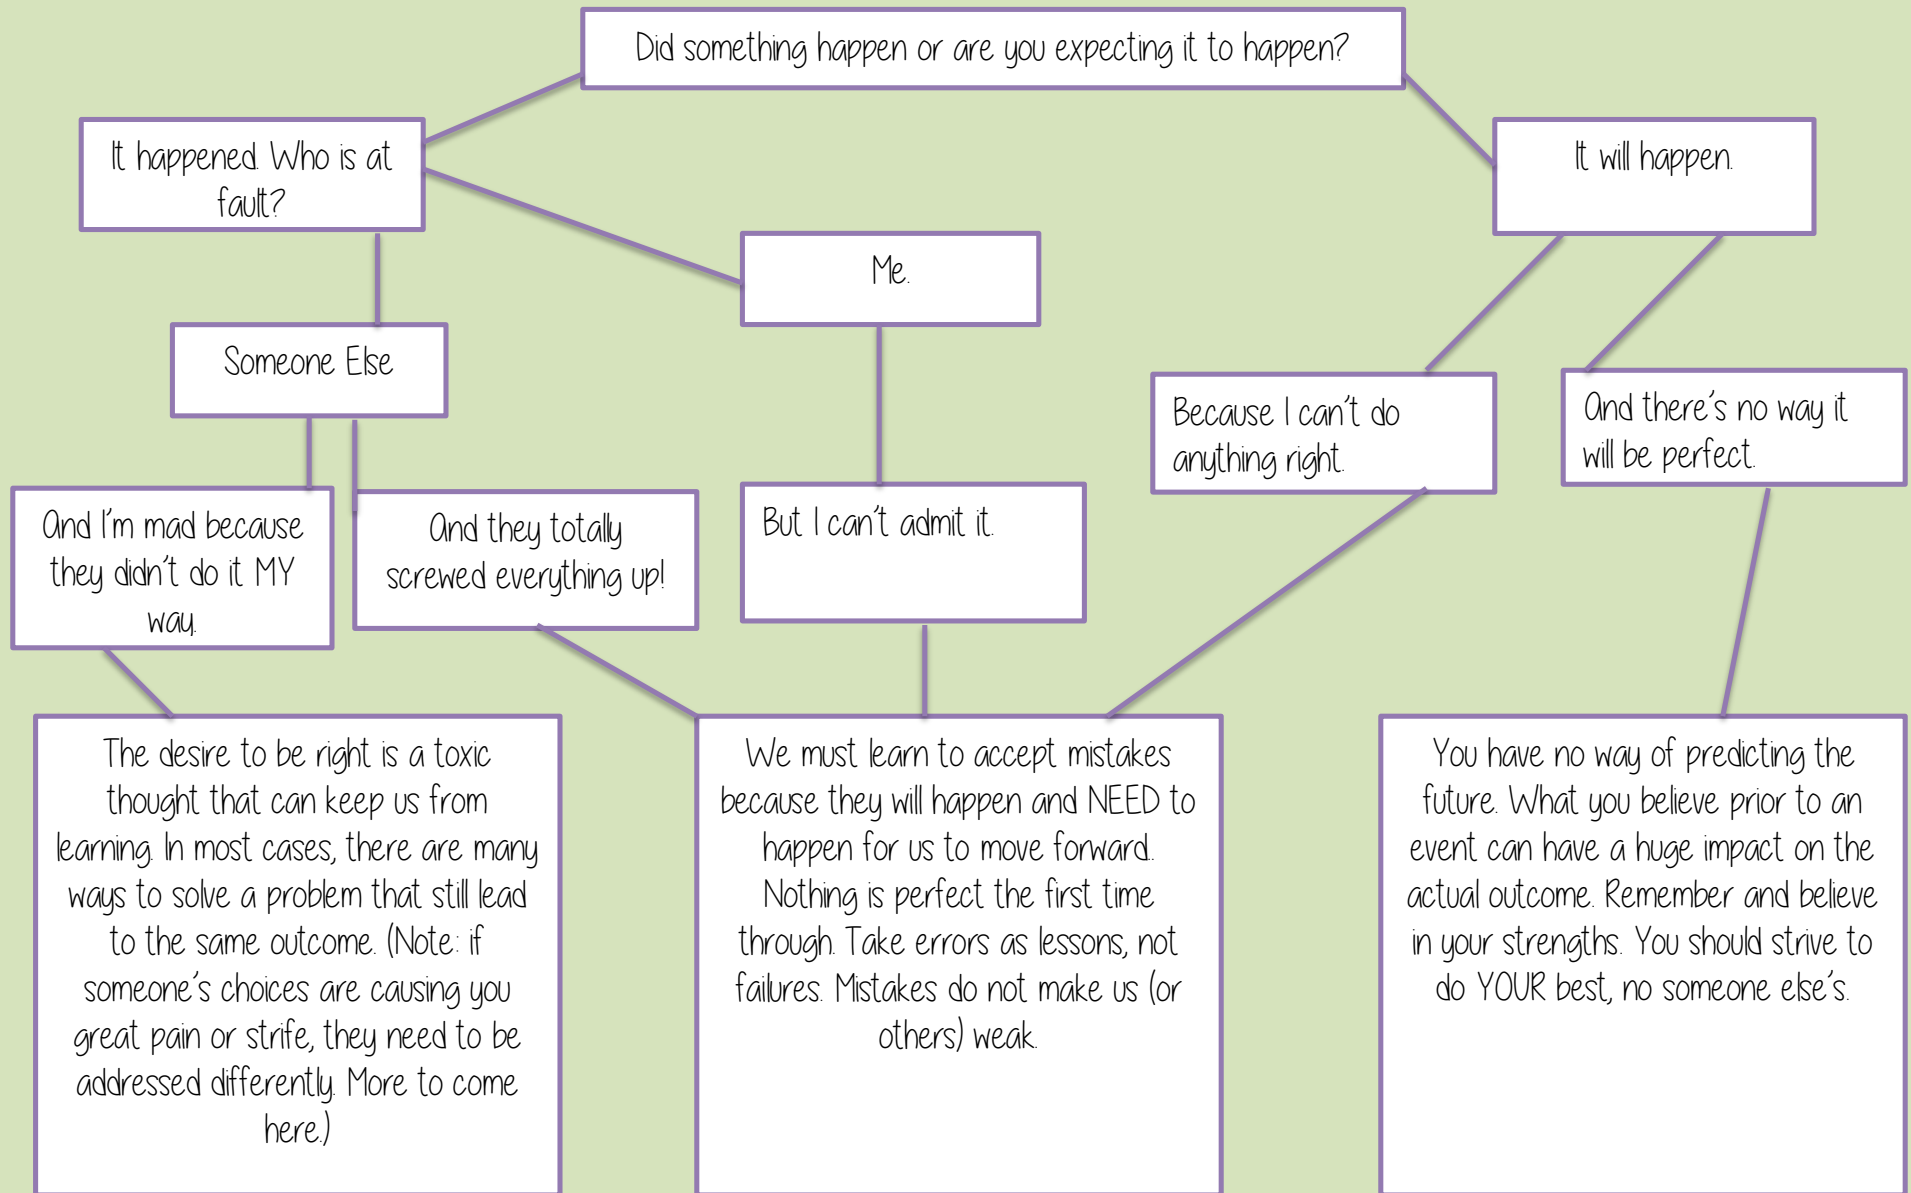 Did something happen or are you expecting it to happen?
It happened. Who is at
fault?
It will happen.
Me.
Someone Else
Because I can't do
anything right.
And there's no way it
will be perfect.
And I'm mad because
they didn't do it MY
way.
And they totally
screwed everything up!
But I can't admit it.
The desire to be right is a toxic
thought that can keep us from
learning. In most cases, there are many
ways to solve a problem that still lead
to the same outcome. (Note: if
someone's choices are causing you
great pain or strife, they need to be
addressed differently. More to come
here.)
We must learn to accept mistakes
because they will happen and NEED to
happen for us to move forward.
Nothing is perfect the first time
through. Take errors as lessons, not
failures. Mistakes do not make us (or
others) weak.
You have no way of predicting the
future. What you believe prior to an
event can have a huge impact on the
actual outcome. Remember and believe
in your strengths. You should strive to
do YOUR best, no someone else's.